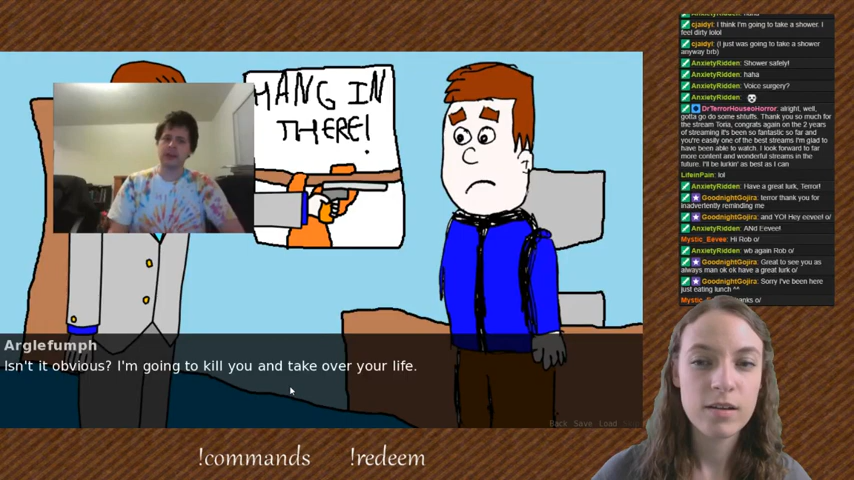 HANG IN
THERE!
Arglefumph
Isn't it obvious? I'm going to kill you and take over your life.
Back Save Load
!commands !redeem
cjaidyl: I think I'm going to take a shower. I
feel dirty lolol
cjaidyl: (I just was going to take a shower
anyway brb)
AnxietyRidden: Shower safely!
AnxietyRidden: haha
AnxietyRidden: Voice surgery?
AnxietyRidden:
DrTerrorHouseoHorror: alright, well,
gotta go do some shtuffs. Thank you so much for
the stream Toria, congrats again on the 2 years
of streaming it's been so fantastic so far and
you're easily one of the best streams I'm glad to
have been able to watch. I look forward to far
more content and wonderful streams in the
future. I'll be lurkin' as best as I can
LifeinPain: lol
AnxietyRidden: Have a great lurk, Terror!
GoodnightGojira: terror thank you for
inadvertently reminding me
GoodnightGojira: and YO! Hey eevee! o/
AnxietyRidden: ANd Eevee!
Mystic_Eevee: Hi Rob o/
AnxietyRidden: wb again Rob o/
GoodnightGojira: Great to see you as
always man ok ok have a great lurk o/
GoodnightGojira: Sorry I've been here
just eating lunch ^^